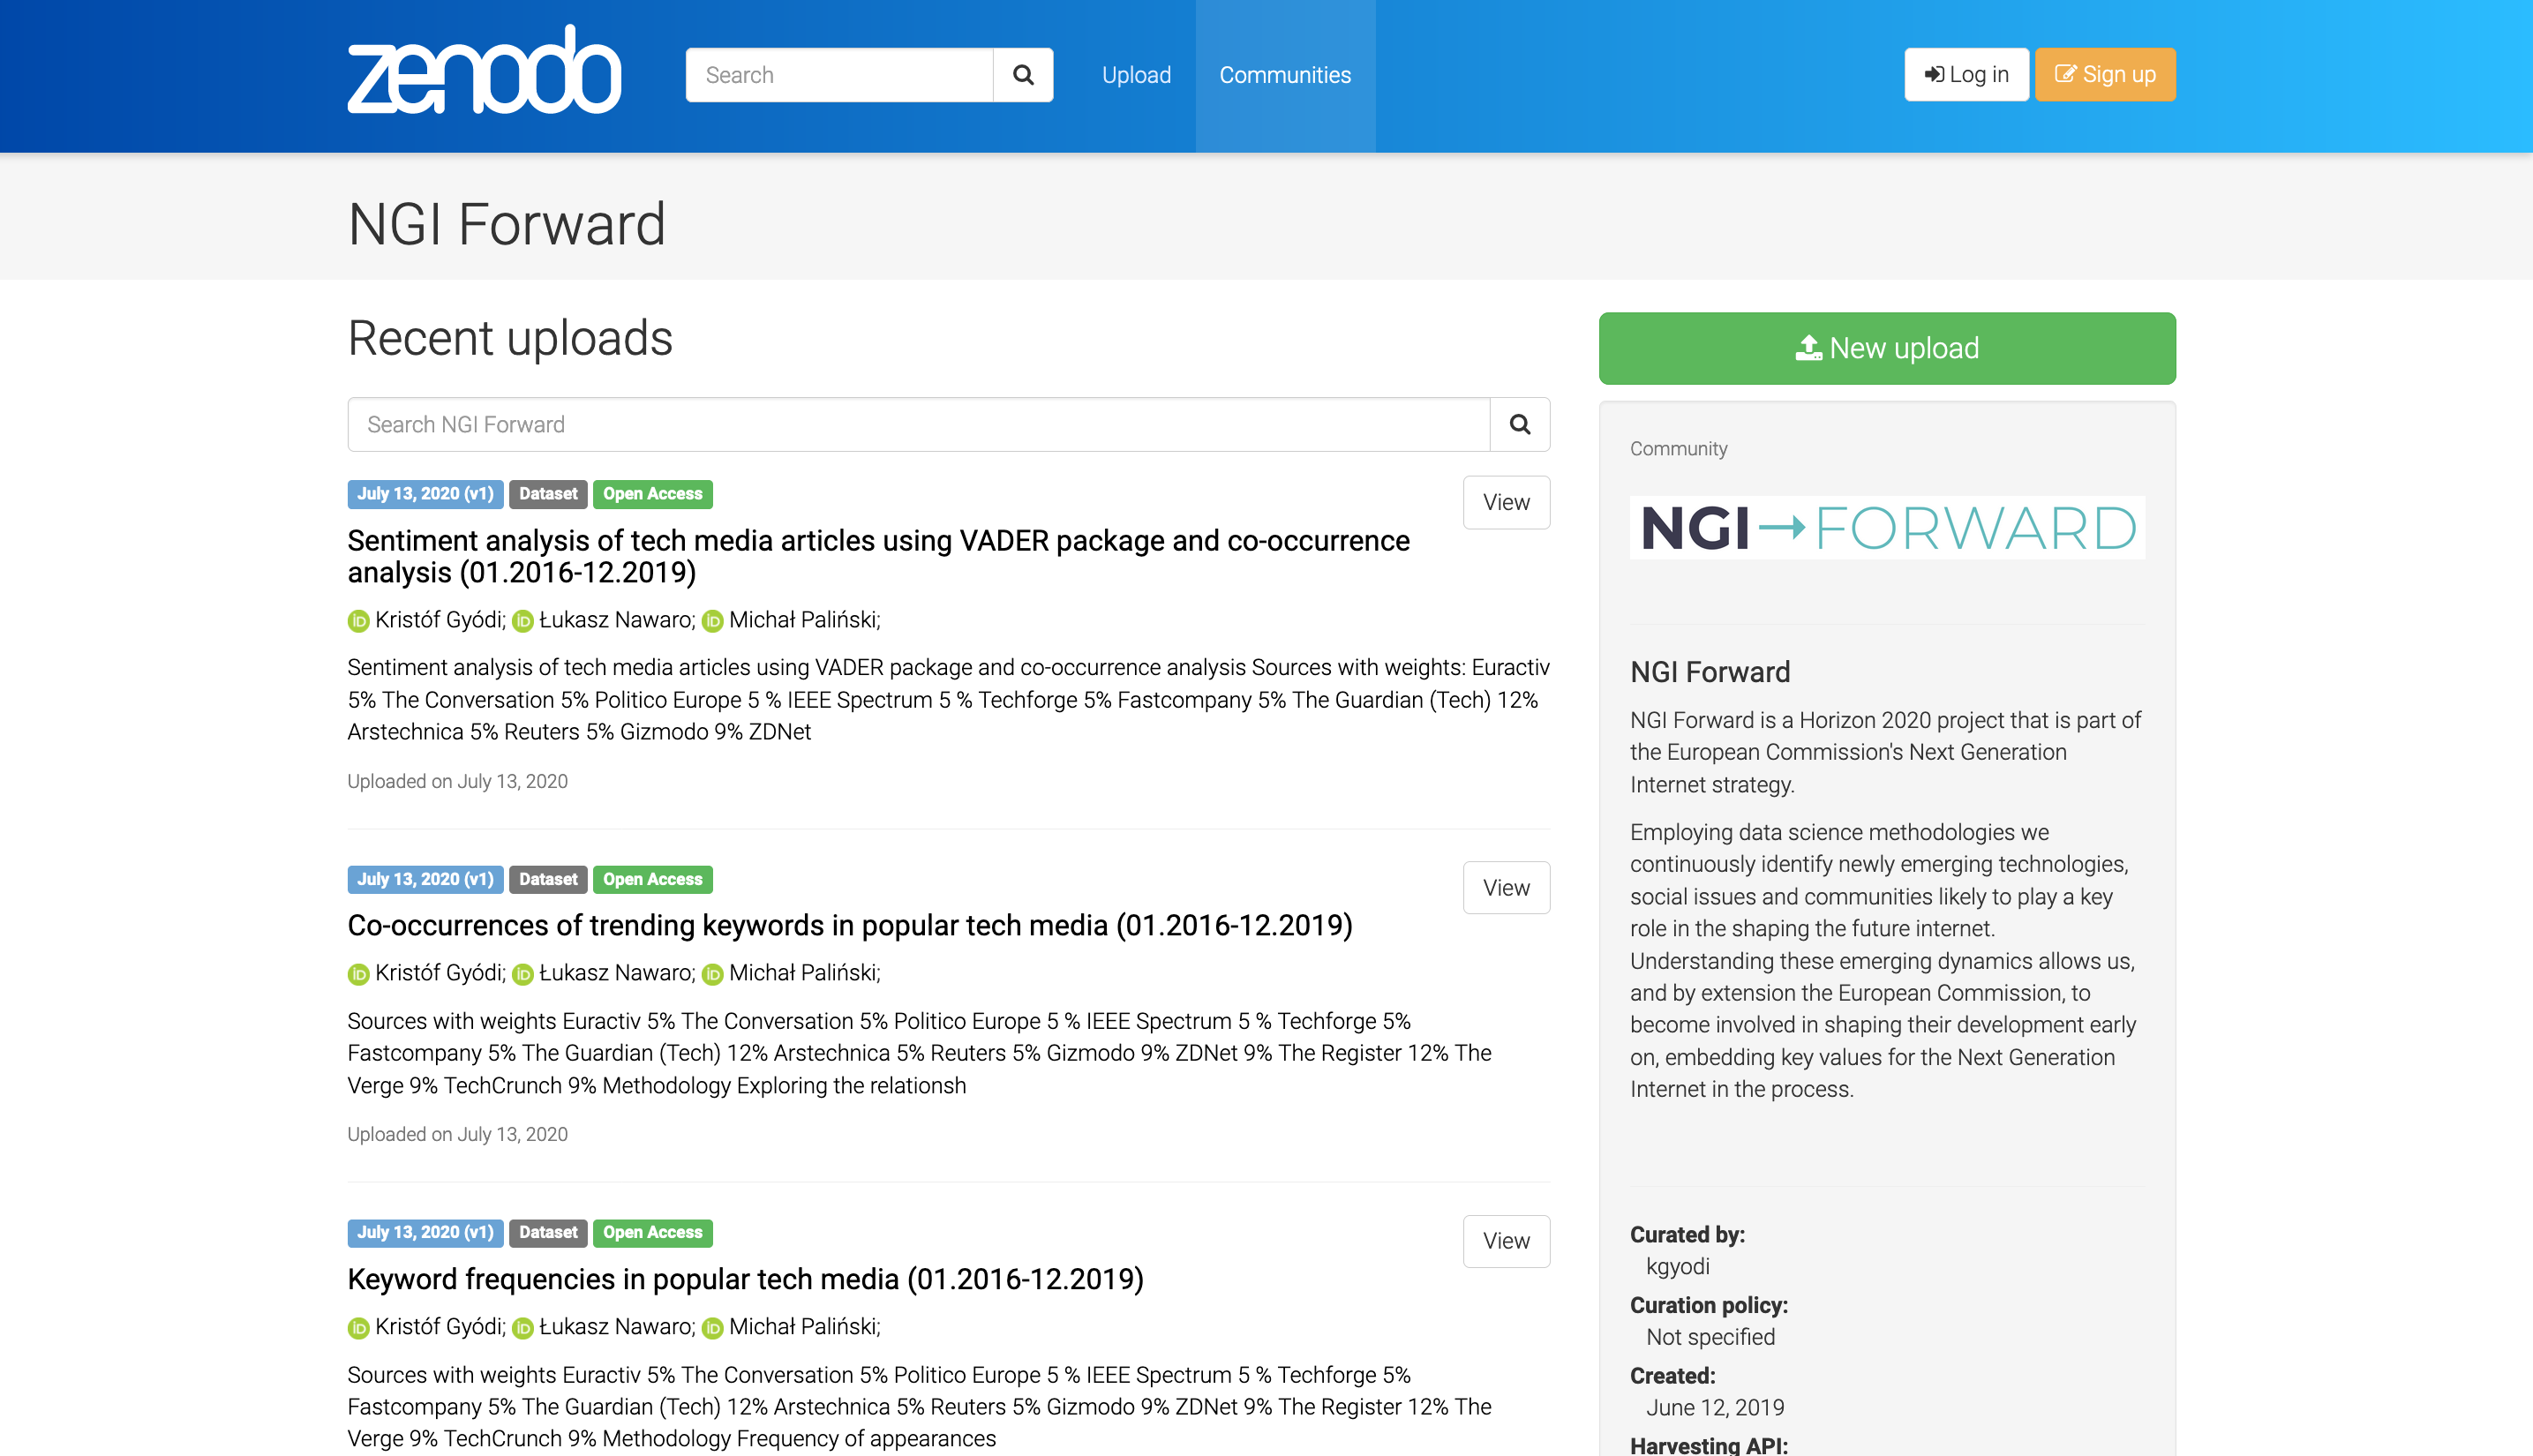 zenodo
Search
Upload
Communities
Log in
Sign up
NGI Forward
Recent uploads
Search NGI Forward
July 13, 2020 (v1) Dataset Open Access
View
Sentiment analysis of tech media articles using VADER package and co-occurrence
analysis (01.2016-12.2019)
Kristóf Gyódi; Łukasz Nawaro; Michał Paliński;
Sentiment analysis of tech media articles using VADER package and co-occurrence analysis Sources with weights: Euractiv
5% The Conversation 5% Politico Europe 5 % IEEE Spectrum 5 % Techforge 5% Fastcompany 5% The Guardian (Tech) 12%
Arstechnica 5% Reuters 5% Gizmodo 9% ZDNet
Uploaded on July 13, 2020
July 13, 2020 (v1) Dataset Open Access
View
Co-occurrences of trending keywords in popular tech media (01.2016-12.2019)
Kristóf Gyódi; Łukasz Nawaro; Michał Paliński;
Sources with weights Euractiv 5% The Conversation 5% Politico Europe 5 % IEEE Spectrum 5 % Techforge 5%
Fastcompany 5% The Guardian (Tech) 12% Arstechnica 5% Reuters 5% Gizmodo 9% ZDNet 9% The Register 12% The
Verge 9% TechCrunch 9% Methodology Exploring the relationsh
Uploaded on July 13, 2020
July 13, 2020 (v1) Dataset Open Access
View
Keyword frequencies in popular tech media (01.2016-12.2019)
Kristóf Gyódi; Łukasz Nawaro; Michał Paliński;
Sources with weights Euractiv 5% The Conversation 5% Politico Europe 5 % IEEE Spectrum 5 % Techforge 5%
Fastcompany 5% The Guardian (Tech) 12% Arstechnica 5% Reuters 5% Gizmodo 9% ZDNet 9% The Register 12% The
Verge 9% TechCrunch 9% Methodology Frequency of appearances
New upload
Community
NGI→FORWARD
NGI Forward
NGI Forward is a Horizon 2020 project that is part of
the European Commission's Next Generation
Internet strategy.
Employing data science methodologies we
continuously identify newly emerging technologies,
social issues and communities likely to play a key
role in the shaping the future internet.
Understanding these emerging dynamics allows us,
and by extension the European Commission, to
become involved in shaping their development early
on, embedding key values for the Next Generation
Internet in the process.
Curated by:
kgyodi
Curation policy:
Not specified
Created:
June 12, 2019
Harvesting API: